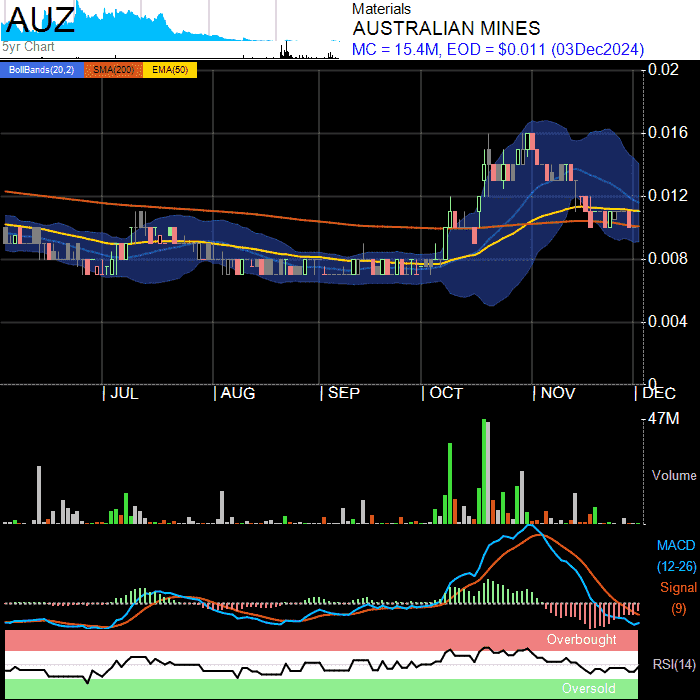 AUZ
5yr Chart
Materials
AUSTRALIAN MINES
MC = 15.4M, EOD = $0.011 (03Dec2024)
BollBands(20,2) SMA(200) EMA(50)
0.02
0.016
0.012
0.008
0.004
0
JUL AUG SEP OCT NOV DEC
47M
Volume
MACD
(12-26)
Signal
(9)
Overbought
RSI(14)
Oversold